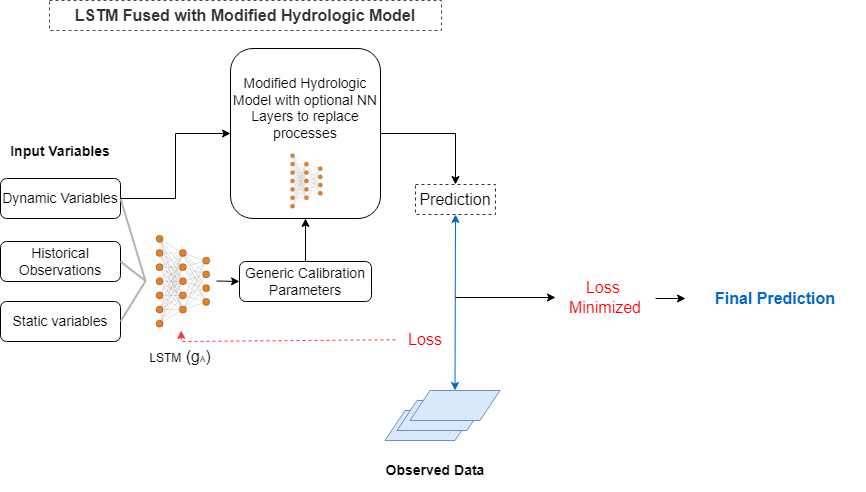 LSTM Fused with Modified Hydrologic Model
Modified Hydrologic
Model with optional NN
Layers to replace
processes
Input Variables
Dynamic Variables
Prediction
Historical
Observations
Generic Calibration
Parameters
Static variables
Loss
Minimized
Final Prediction
Loss
LSTM (gA)
Observed Data